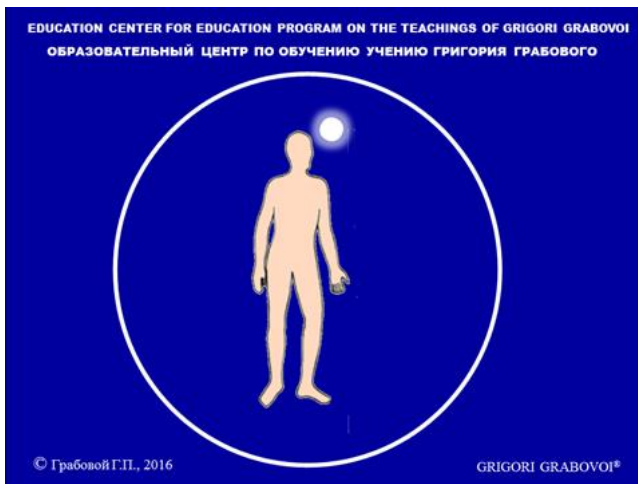 EDUCATION CENTER FOR EDUCATION PROGRAM ON THE TEACHINGS OF GRIGORI GRABOVOI
ОБРАЗОВАТЕЛЬНЫЙ ЦЕНТР ПО ОБУЧЕНИЮ УЧЕНИЮ ГРИГОРИЯ ГРАБОВОГО
© Грабовой Г.П., 2016
GRIGORI GRABOVOI®